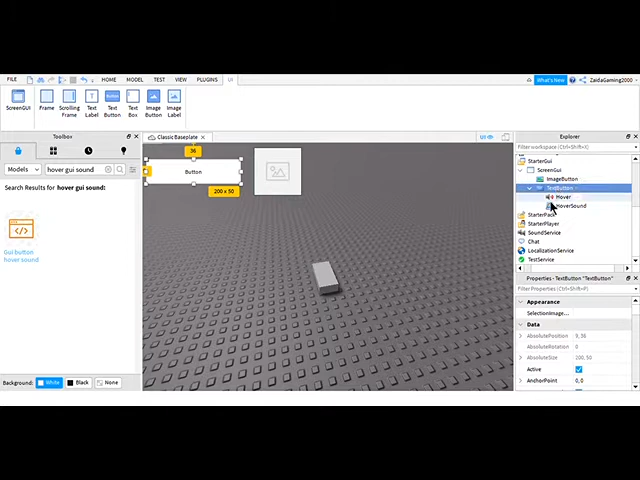 FILE
HOME
MODEL
TEST
VIEW
PLUGINS
UI
What's New
ZaidaGaming2000
ScreenGUI
Frame
Scrolling
Frame
Text
Label
Text
Button
Text
Box
Image
Button
Image
Label
Toolbox
Classic Baseplate
UI
Explorer
Filter workspace (Ctrl+Shift+X)
Models
hover gui sound
Search Results for hover gui sound:
Gui button
hover sound
36
Button
200 x 50
StarterGui
ScreenGui
ImageButton
TextButton
Hover
HoverSound
StarterPack
StarterPlayer
SoundService
Chat
LocalizationService
TestService
Properties - TextButton "TextButton"
Filter Properties (Ctrl+Shift+P)
Appearance
SelectionImage...
Data
AbsolutePosition
9, 36
AbsoluteRotation
0
AbsoluteSize
200, 50
Active
AnchorPoint
0, 0
Background:
White
Black
None